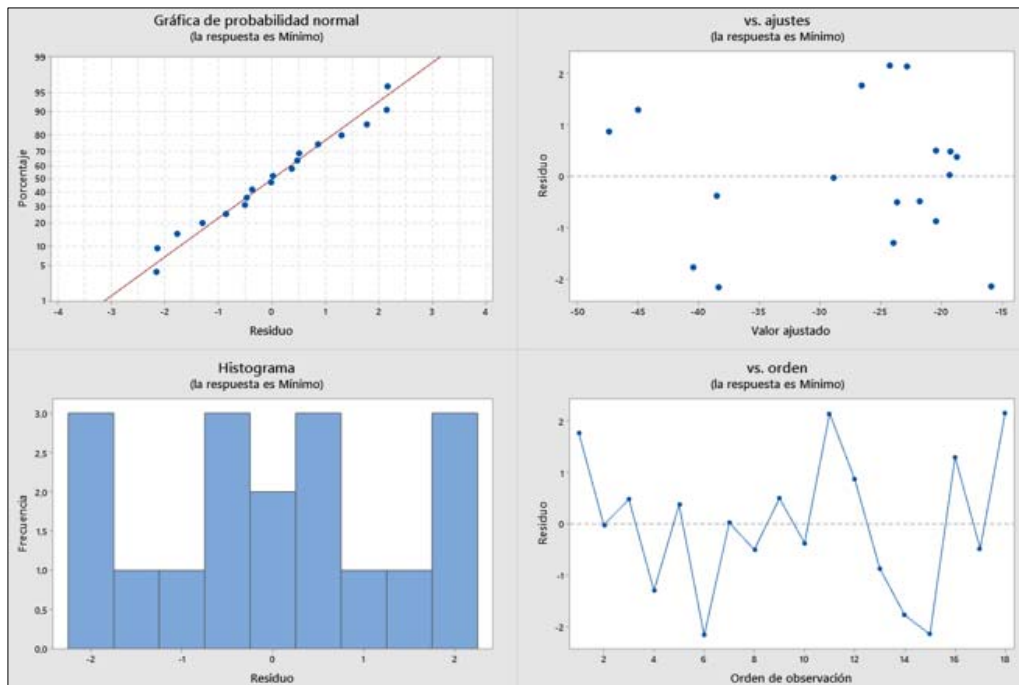 Gráfica de probabilidad normal
(la respuesta es Mínimo)
Porcentaje
99
95
90
80
70
60
50
40
30
20
10
5
1
-4 -3 -2 -1 0 1 2 3 4
Residuo
vs. ajustes
(la respuesta es Mínimo)
Residuo
2
1
0
-1
-2
-50 -45 -40 -35 -30 -25 -20 -15
Valor ajustado
Histograma
(la respuesta es Mínimo)
Frecuencia
3,0
2,5
2,0
1,5
1,0
0,5
0,0
-2 -1 0 1 2
Residuo
vs. orden
(la respuesta es Mínimo)
Residuo
2
1
0
-1
-2
2 4 6 8 10 12 14 16 18
Orden de observación